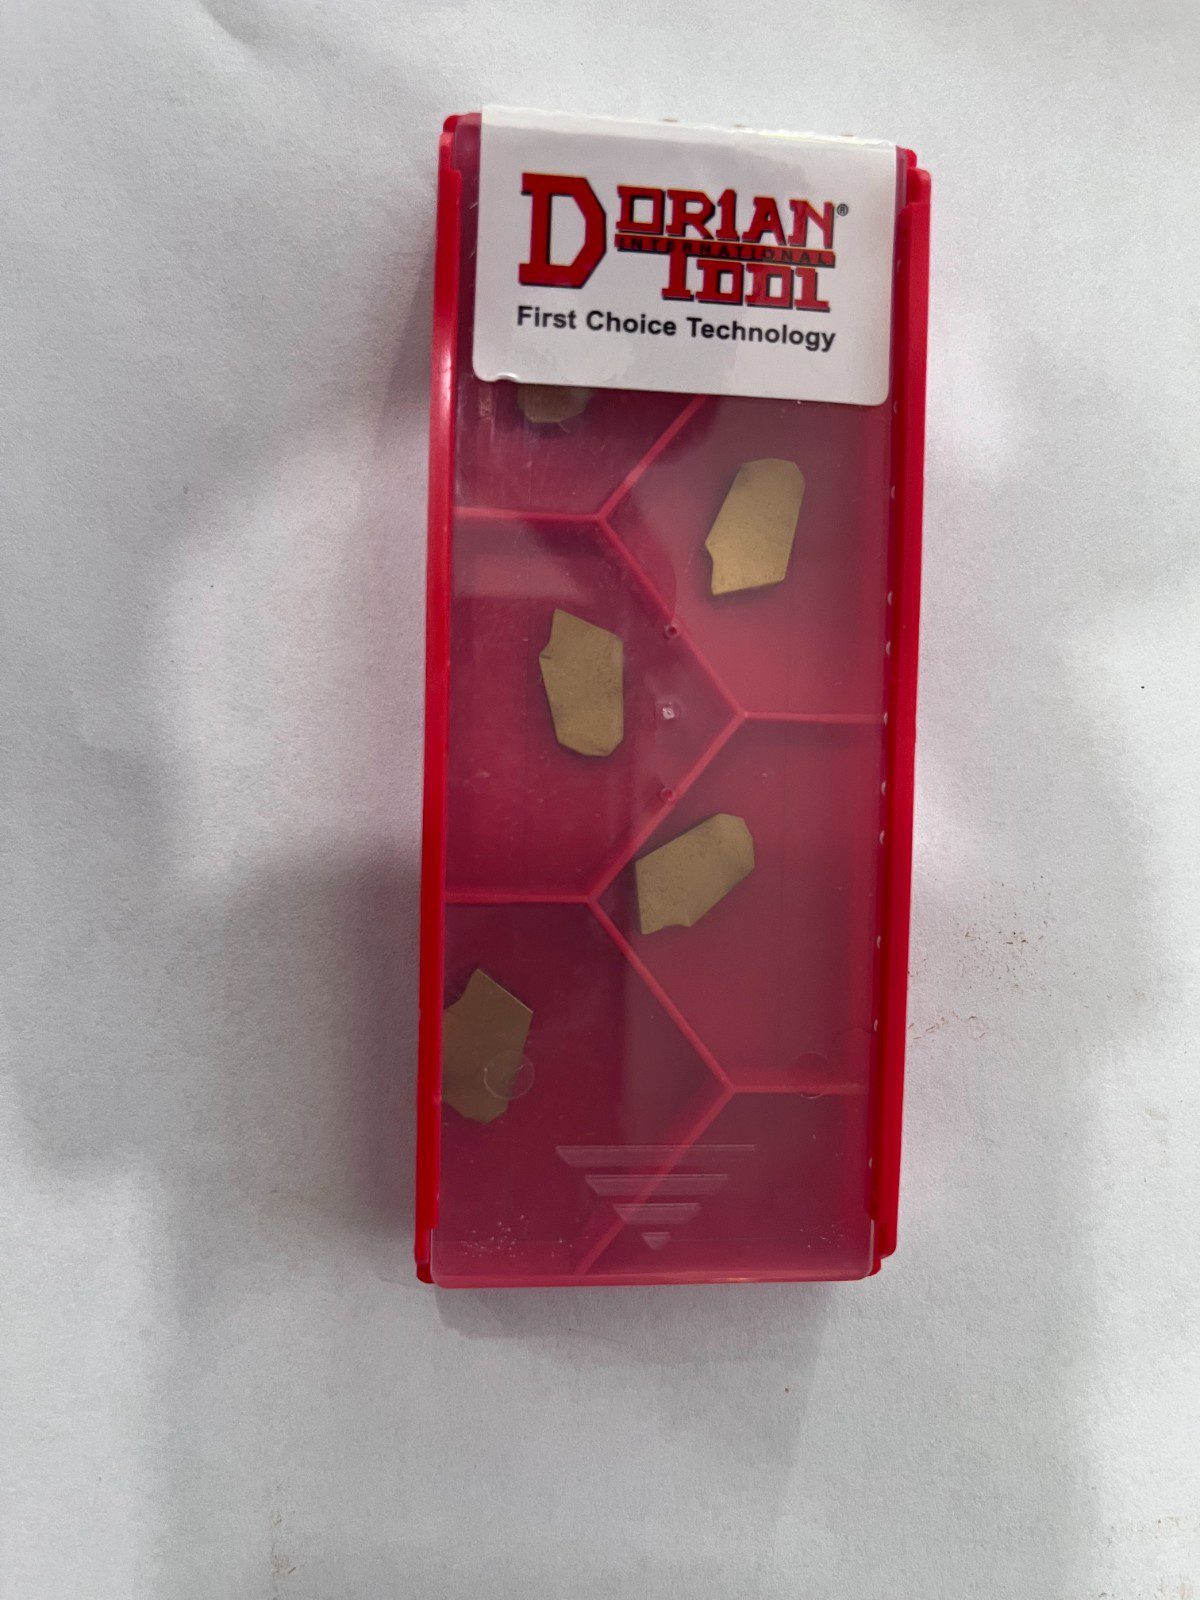 DORIAN®
INTERNATIONAL
TOOL
First Choice Technology